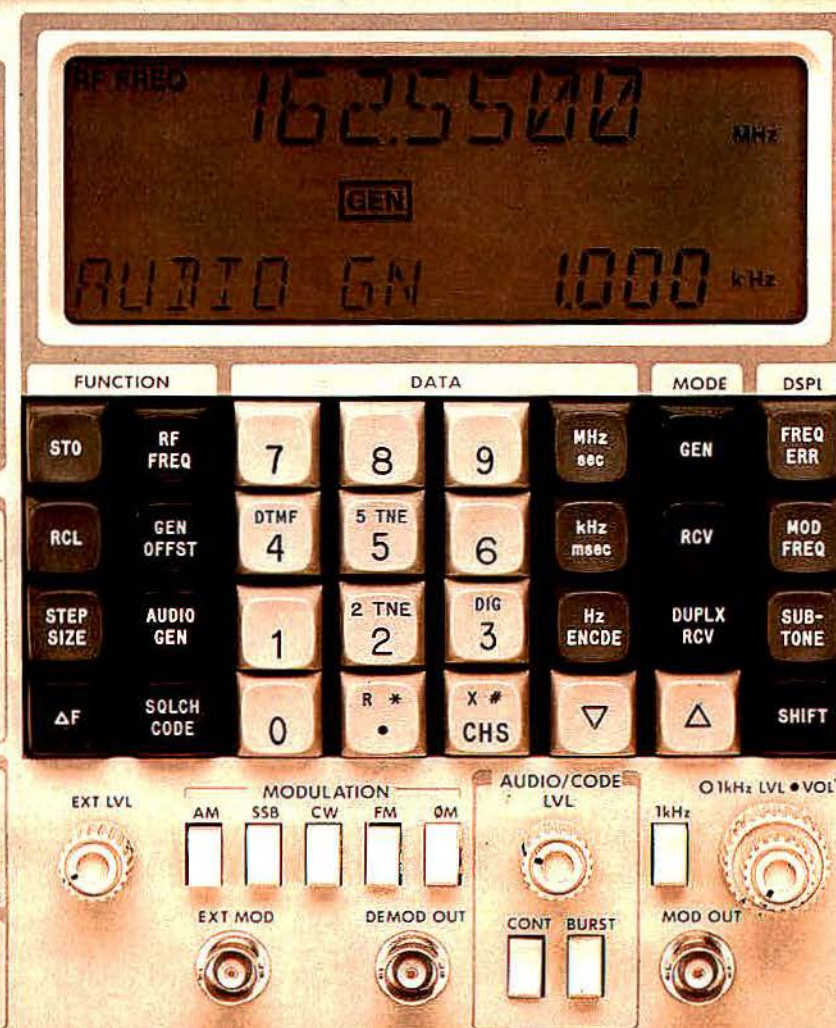 RF FREQ 162.5500 MHz
GEN
AUDIO GN 1.000 kHz
FUNCTION DATA MODE DSPL
STO RF FREQ 7 8 9 MHz sec GEN FREQ ERR
RCL GEN OFFST DTMF 4 5 TNE 5 6 kHz msec RCV MOD FREQ
STEP SIZE AUDIO GEN 1 2 TNE 2 DIG 3 Hz ENCDE DUPLX RCV SUB-TONE
ΔF SQLCH CODE 0 R * • X # CHS ▽ △ SHIFT
EXT LVL MODULATION AUDIO/CODE LVL O 1kHz LVL ● VOL
AM SSB CW FM ØM 1kHz
EXT MOD DEMOD OUT CONT BURST MOD OUT